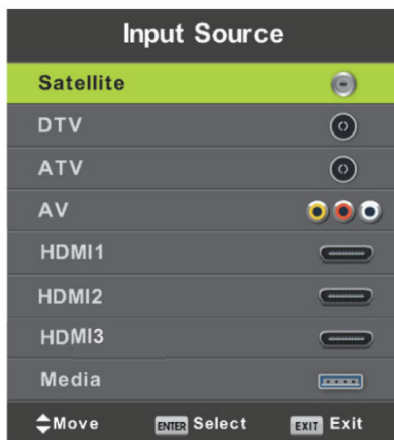 Input Source
Satellite
DTV
ATV
AV
HDMI1
HDMI2
HDMI3
Media
Move ENTER Select EXIT Exit